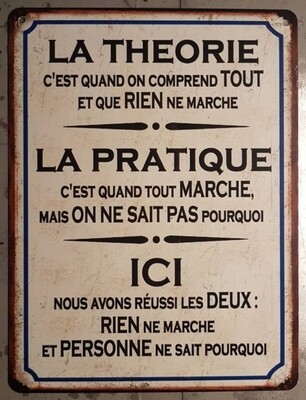 LA THEORIE
C'EST QUAND ON COMPREND TOUT
ET QUE RIEN NE MARCHE
LA PRATIQUE
C'EST QUAND TOUT MARCHE,
MAIS ON NE SAIT PAS POURQUOI
ICI
NOUS AVONS RÉUSSI LES DEUX :
RIEN NE MARCHE
ET PERSONNE NE SAIT POURQUOI